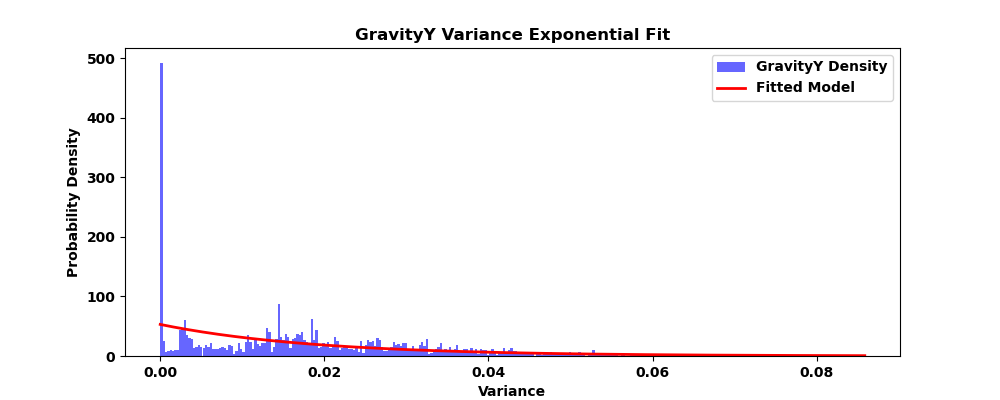 GravityY Variance Exponential Fit
GravityY Density
Fitted Model
Probability Density
500
400
300
200
100
0
0.00 0.02 0.04 0.06 0.08
Variance